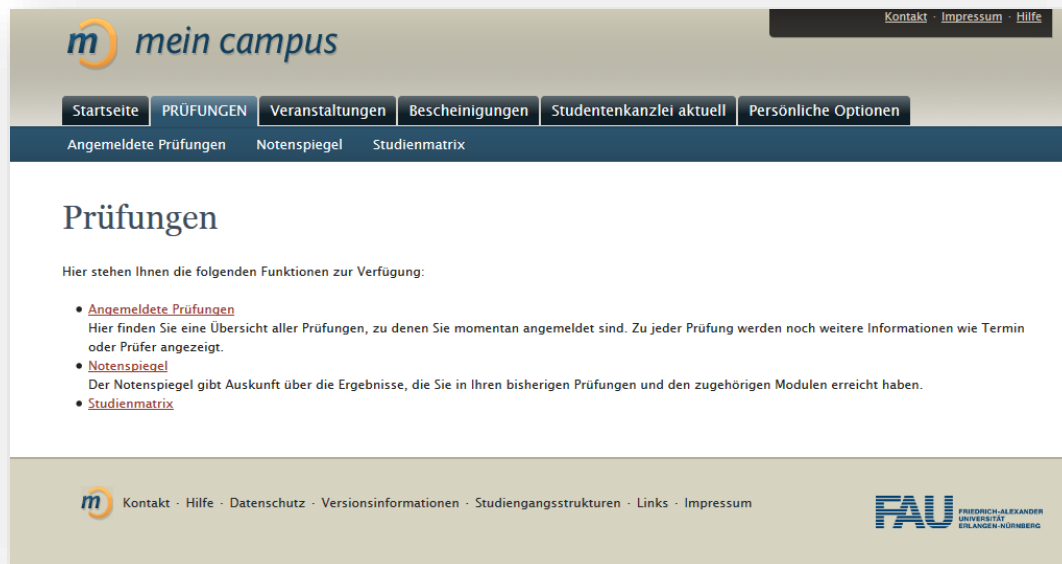 Kontakt · Impressum · Hilfe
m mein campus
Startseite PRÜFUNGEN Veranstaltungen Bescheinigungen Studentenkanzlei aktuell Persönliche Optionen
Angemeldete Prüfungen Notenspiegel Studienmatrix
Prüfungen
Hier stehen Ihnen die folgenden Funktionen zur Verfügung:
• Angemeldete Prüfungen
Hier finden Sie eine Übersicht aller Prüfungen, zu denen Sie momentan angemeldet sind. Zu jeder Prüfung werden noch weitere Informationen wie Termin
oder Prüfer angezeigt.
• Notenspiegel
Der Notenspiegel gibt Auskunft über die Ergebnisse, die Sie in Ihren bisherigen Prüfungen und den zugehörigen Modulen erreicht haben.
• Studienmatrix
m Kontakt · Hilfe · Datenschutz · Versionsinformationen · Studiengangsstrukturen · Links · Impressum
FAU
FRIEDRICH-ALEXANDER
UNIVERSITÄT
ERLANGEN-NÜRNBERG